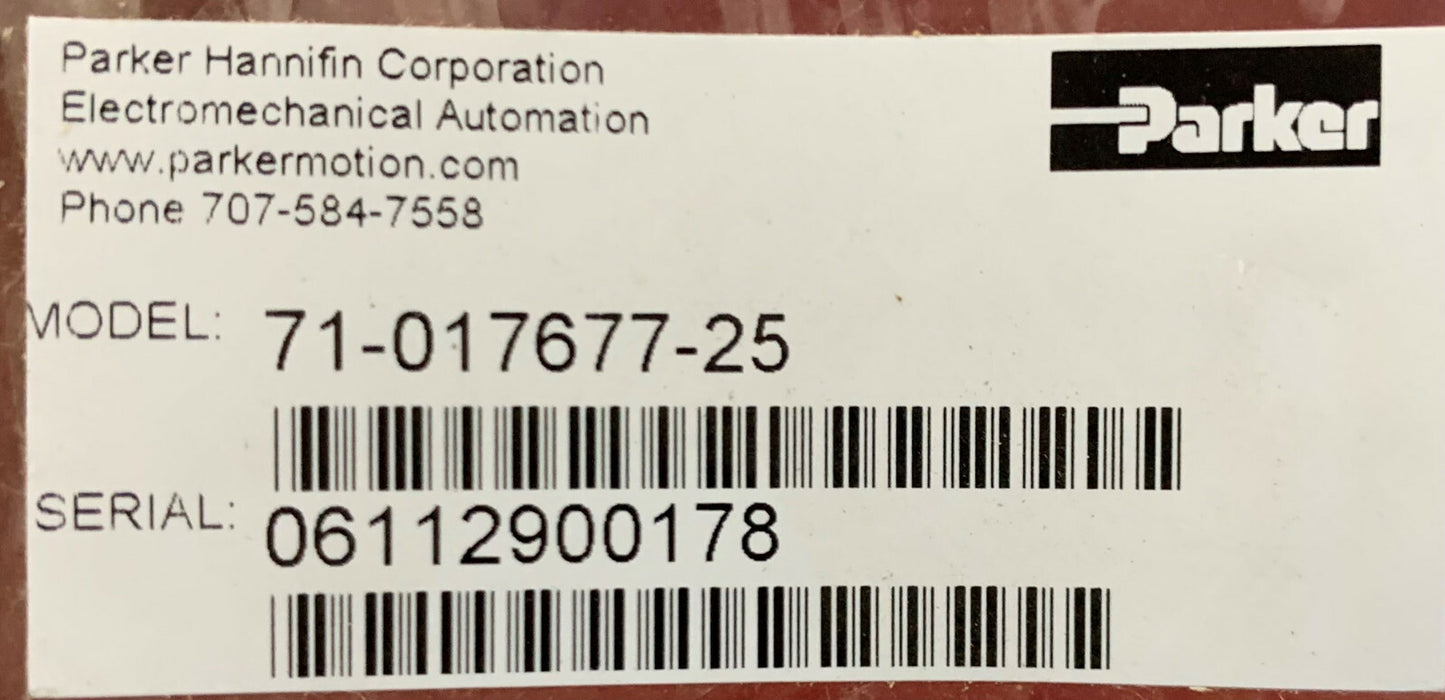 Parker Hannifin Corporation
Electromechanical Automation
www.parkermotion.com
Phone 707-584-7558
Parker
MODEL: 71-017677-25
SERIAL: 06112900178